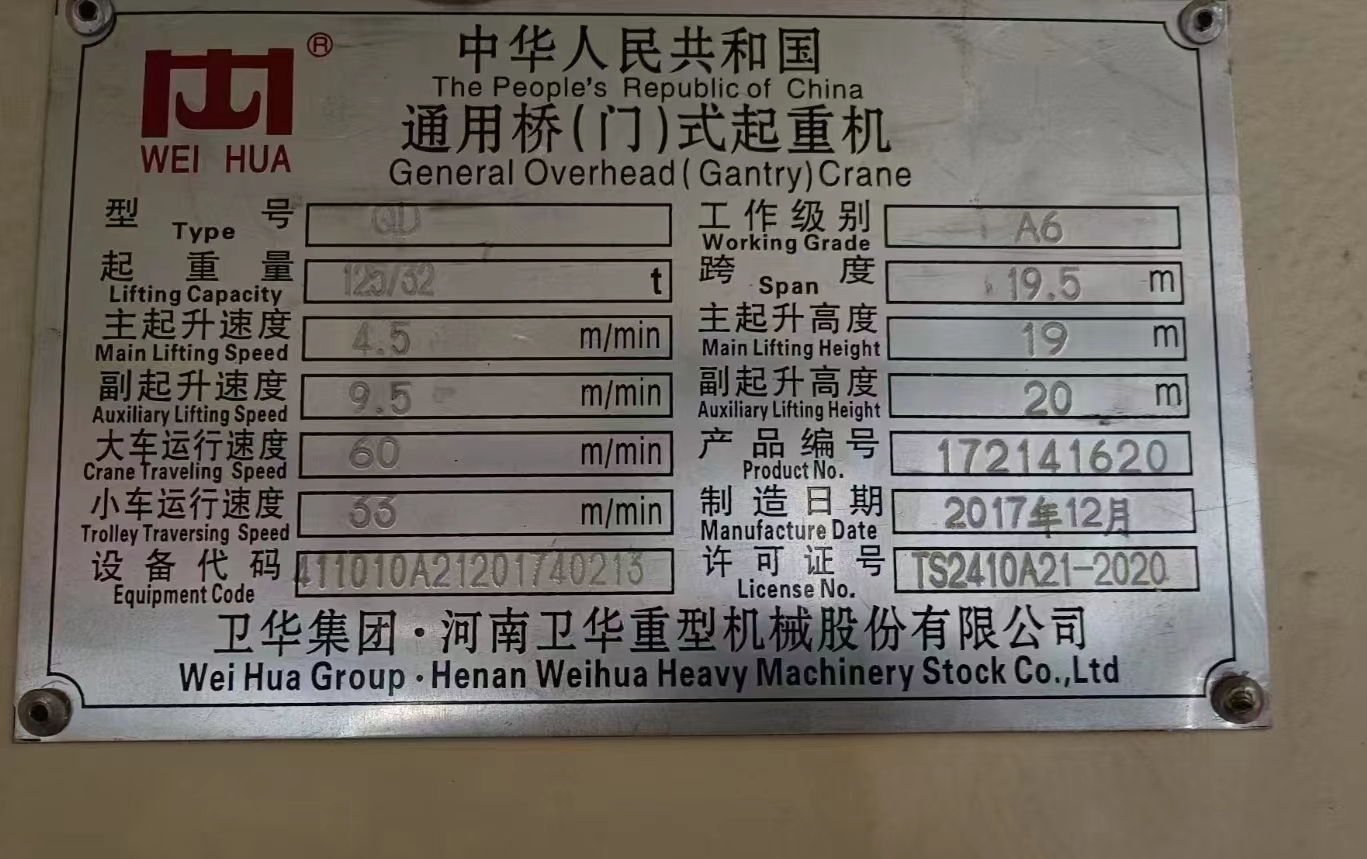 WEI HUA ®
中华人民共和国
The People's Republic of China
通用桥(门)式起重机
General Overhead(Gantry)Crane
型号 QD
Type
工作级别 A6
Working Grade
起重量 125/32 t
Lifting Capacity
跨度 19.5 m
Span
主起升速度 4.5 m/min
Main Lifting Speed
主起升高度 19 m
Main Lifting Height
副起升速度 9.5 m/min
Auxiliary Lifting Speed
副起升高度 20 m
Auxiliary Lifting Height
大车运行速度 60 m/min
Crane Traveling Speed
产品编号 172141620
Product No.
小车运行速度 33 m/min
Trolley Traversing Speed
制造日期 2017年12月
Manufacture Date
设备代码 411010A21201740213
Equipment Code
许可证号 TS2410A21-2020
License No.
卫华集团·河南卫华重型机械股份有限公司
Wei Hua Group · Henan Weihua Heavy Machinery Stock Co.,Ltd